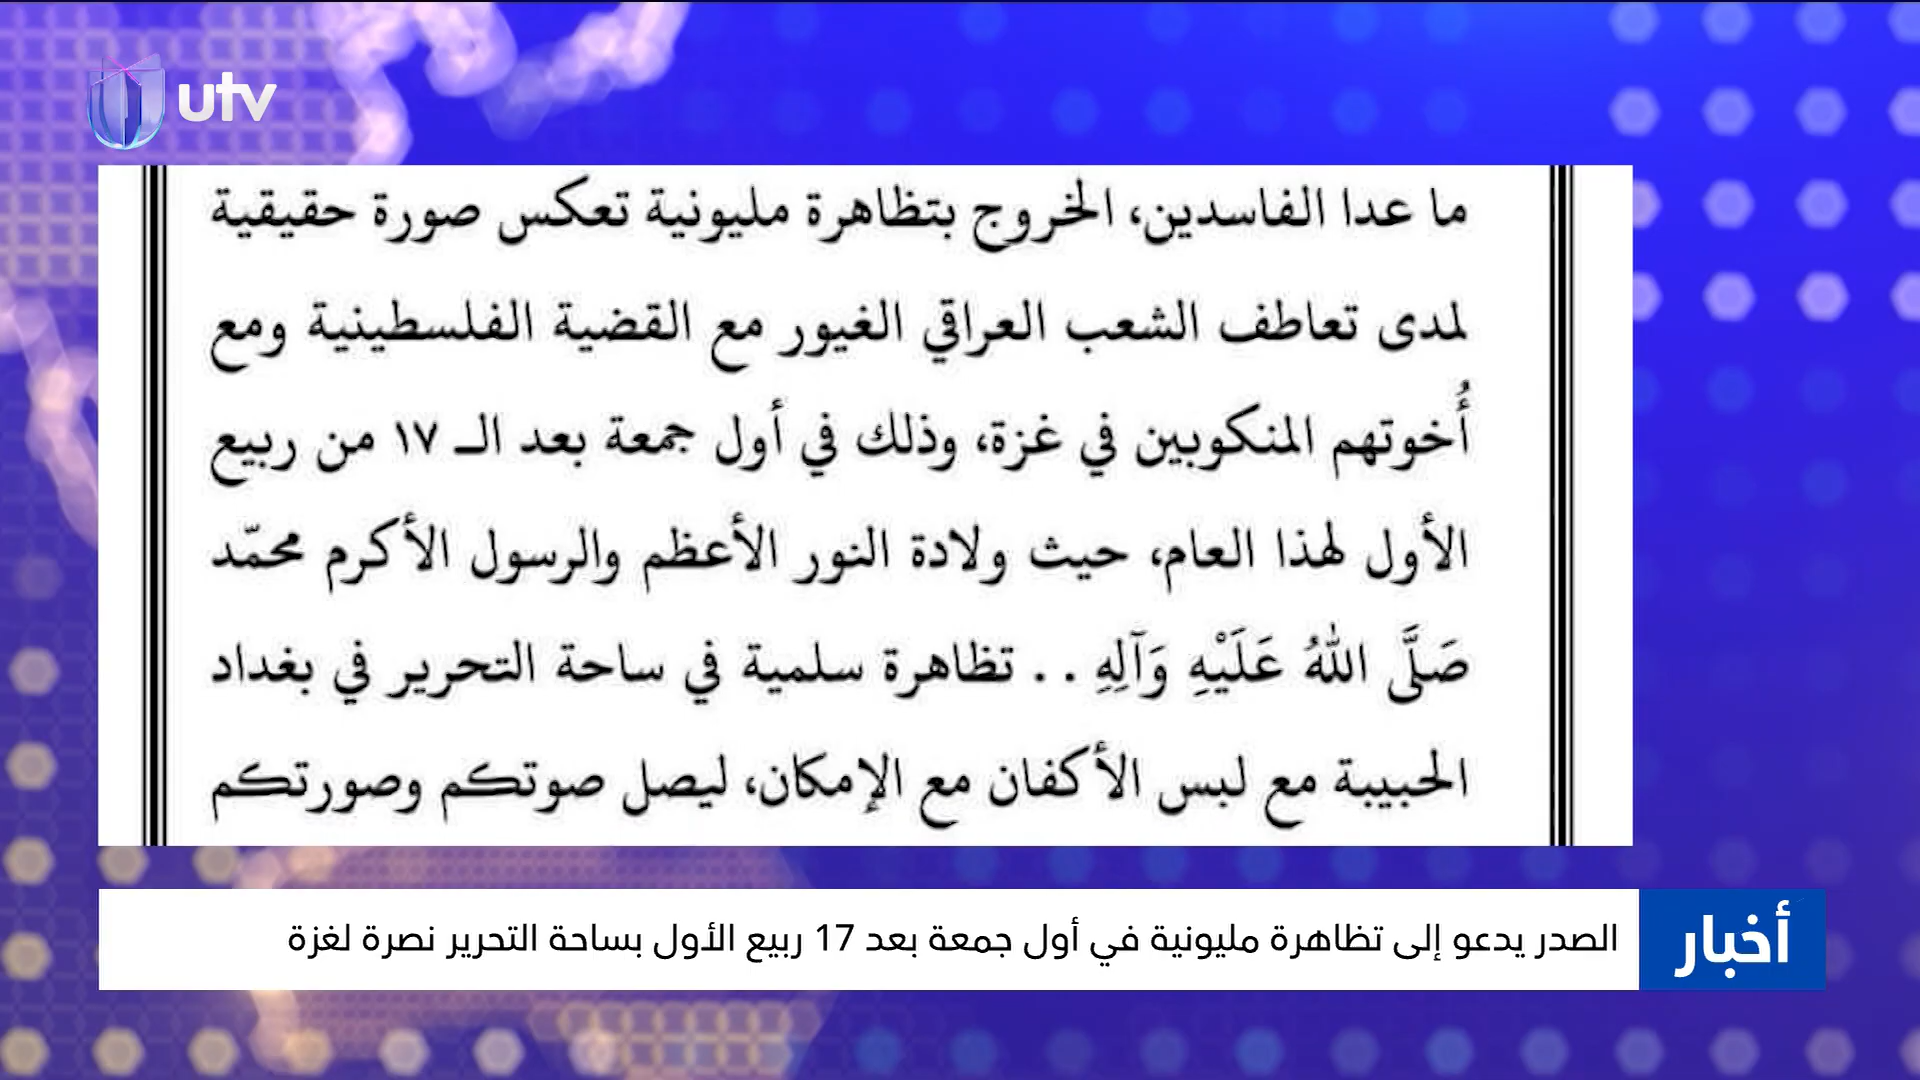 utv
ما عدا الفاسدين، الخروج بتظاهرة مليونية تعكس صورة حقيقية
لمدى تعاطف الشعب العراقي الغيور مع القضية الفلسطينية ومع
أُخوتهم المنكوبين في غزة، وذلك في أول جمعة بعد الـ ١٧ من ربيع
الأول لهذا العام، حيث ولادة النور الأعظم والرسول الأكرم محمّد
صَلَّى اللهُ عَلَيْهِ وَآلِهِ . . تظاهرة سلمية في ساحة التحرير في بغداد
الحبيبة مع لبس الأكفان مع الإمكان، ليصل صوتكم وصورتكم
أخبار
الصدر يدعو إلى تظاهرة مليونية في أول جمعة بعد 17 ربيع الأول بساحة التحرير نصرة لغزة